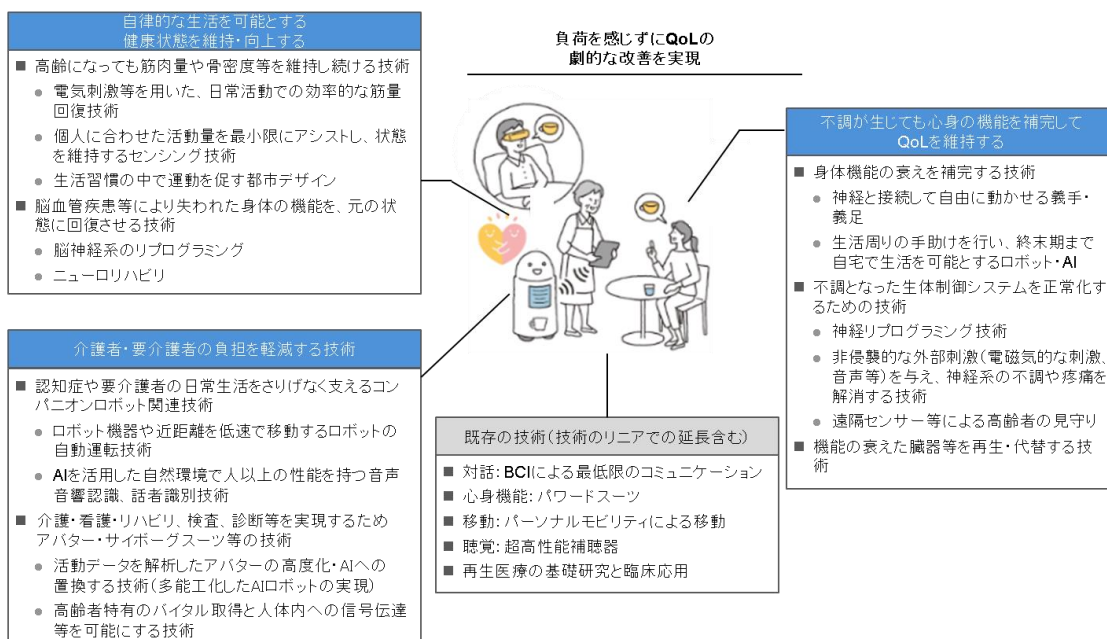 自律的な生活を可能とする
健康状態を維持・向上する
■ 高齢になっても筋肉量や骨密度等を維持し続ける技術
● 電気刺激等を用いた、日常活動での効率的な筋量
回復技術
● 個人に合わせた活動量を最小限にアシストし、状態
を維持するセンシング技術
● 生活習慣の中で運動を促す都市デザイン
■ 脳血管疾患等により失われた身体の機能を、元の状
態に回復させる技術
● 脳神経系のリプログラミング
● ニューロリハビリ
負荷を感じずにQoLの
劇的な改善を実現
不調が生じても心身の機能を補完して
QoLを維持する
■ 身体機能の衰えを補完する技術
● 神経と接続して自由に動かせる義手・
義足
● 生活周りの手助けを行い、終末期まで
自宅で生活を可能とするロボット・AI
■ 不調となった生体制御システムを正常化す
るための技術
● 神経リプログラミング技術
● 非侵襲的な外部刺激(電磁気的な刺激、
音声等)を与え、神経系の不調や疼痛を
解消する技術
● 遠隔センサー等による高齢者の見守り
■ 機能の衰えた臓器等を再生・代替する技
術
介護者・要介護者の負担を軽減する技術
■ 認知症や要介護者の日常生活をさりげなく支えるコン
パニオンロボット関連技術
● ロボット機器や近距離を低速で移動するロボットの
自動運転技術
● AIを活用した自然環境で人以上の性能を持つ音声
音響認識、話者識別技術
■ 介護・看護・リハビリ、検査、診断等を実現するため
アバター・サイボーグスーツ等の技術
● 活動データを解析したアバターの高度化・AIへの
置換する技術(多能工化したAIロボットの実現)
● 高齢者特有のバイタル取得と人体内への信号伝達
等を可能にする技術
既存の技術(技術のリニアでの延長含む)
■ 対話: BCIによる最低限のコミュニケーション
■ 心身機能: パワードスーツ
■ 移動: パーソナルモビリティによる移動
■ 聴覚: 超高性能補聴器
■ 再生医療の基礎研究と臨床応用